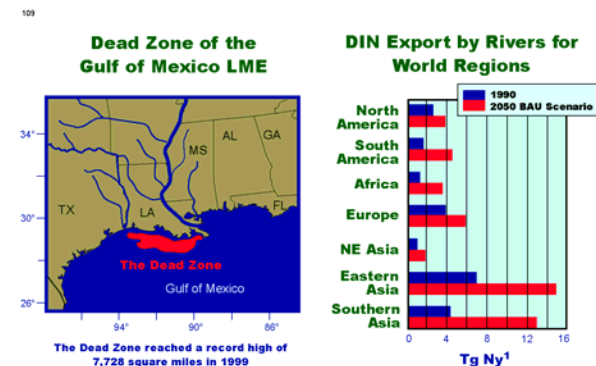 109
Dead Zone of the
Gulf of Mexico LME
34°
30°
26°
94°
90°
86°
TX
LA
MS
AL
GA
FL
The Dead Zone
Gulf of Mexico
The Dead Zone reached a record high of
7,728 square miles in 1999
DIN Export by Rivers for
World Regions
1990
2050 BAU Scenario
North
America
South
America
Africa
Europe
NE Asia
Eastern
Asia
Southern
Asia
0
4
8
12
16
Tg Ny¹